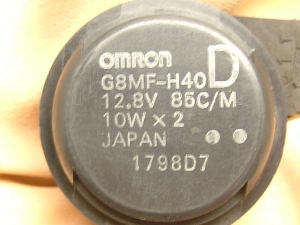 omron
G8MF-H40 D
12.8V 85C/M
10W × 2
JAPAN
1798D7